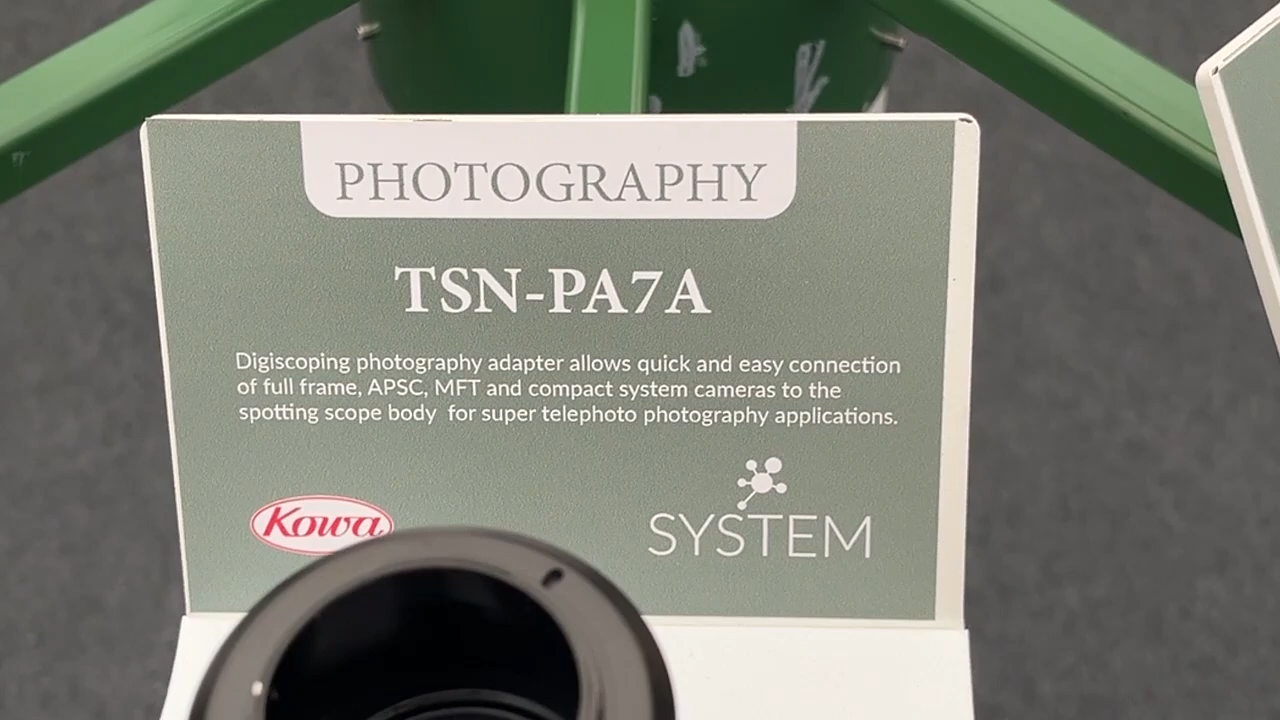 PHOTOGRAPHY
TSN-PA7A
Digiscoping photography adapter allows quick and easy connection
of full frame, APSC, MFT and compact system cameras to the
spotting scope body for super telephoto photography applications.
Kowa
SYSTEM